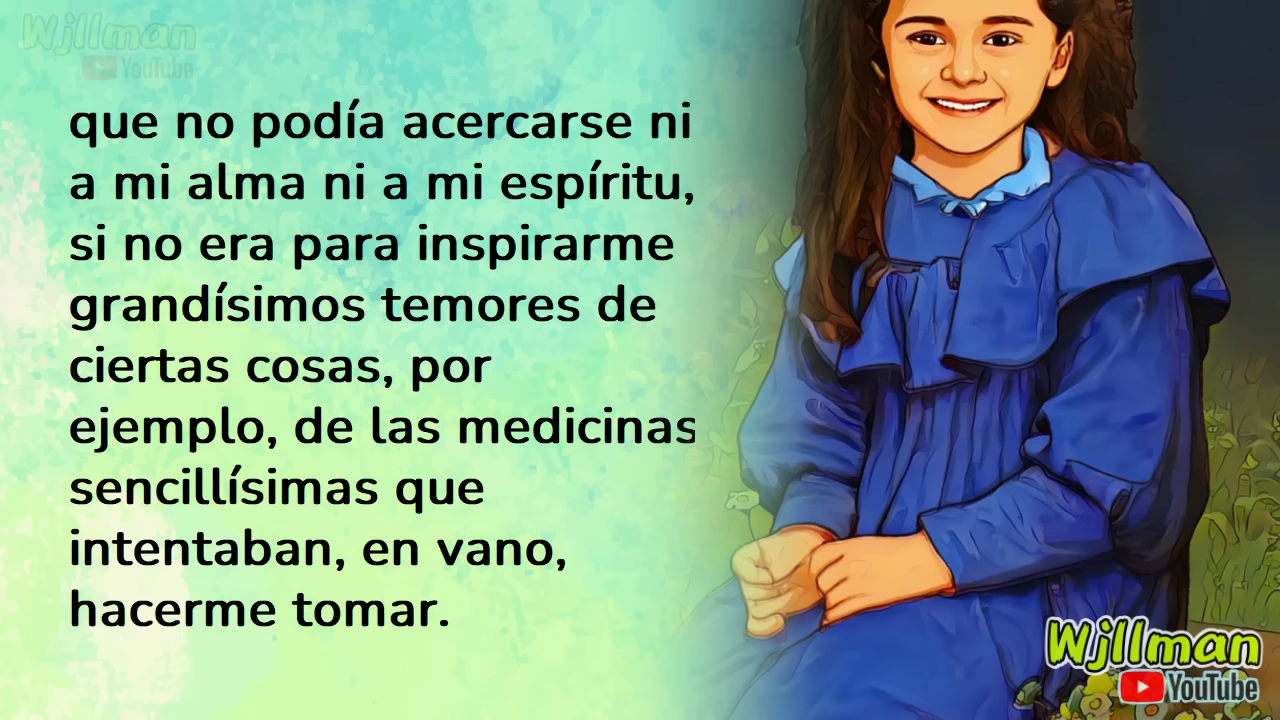 Wjllman
YouTube
que no podía acercarse ni
a mi alma ni a mi espíritu,
si no era para inspirarme
grandísimos temores de
ciertas cosas, por
ejemplo, de las medicinas
sencillísimas que
intentaban, en vano,
hacerme tomar.
Wjllman
YouTube